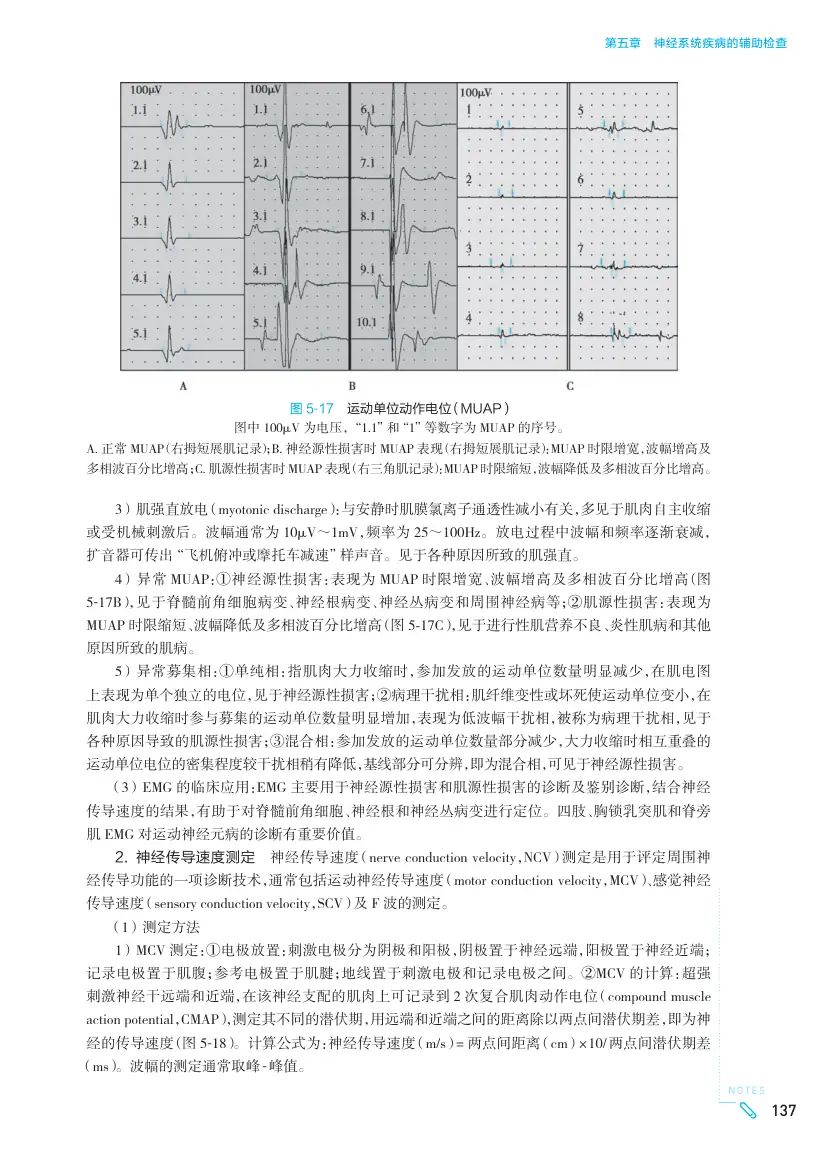 第五章 神经系统疾病的辅助检查
100μV
1.1
2.1
3.1
4.1
5.1
100μV
1.1
2.1
3.1
4.1
5.1
6.1
7.1
8.1
9.1
10.1
100μV
1
2
3
4
5
6
7
8
A
B
C
图 5-17 运动单位动作电位(MUAP)
图中 100μV 为电压,“1.1”和“1”等数字为 MUAP 的序号。
A. 正常 MUAP(右拇短展肌记录);B. 神经源性损害时 MUAP 表现(右拇短展肌记录):MUAP 时限增宽,波幅增高及
多相波百分比增高;C. 肌源性损害时 MUAP 表现(右三角肌记录):MUAP 时限缩短,波幅降低及多相波百分比增高。
3)肌强直放电(myotonic discharge):与安静时肌膜氯离子通透性减小有关,多见于肌肉自主收缩
或受机械刺激后。波幅通常为 10μV~1mV,频率为 25~100Hz。放电过程中波幅和频率逐渐衰减,
扩音器可传出“飞机俯冲或摩托车减速”样声音。见于各种原因所致的肌强直。
4)异常 MUAP:①神经源性损害:表现为 MUAP 时限增宽、波幅增高及多相波百分比增高(图
5-17B),见于脊髓前角细胞病变、神经根病变、神经丛病变和周围神经病等;②肌源性损害:表现为
MUAP 时限缩短、波幅降低及多相波百分比增高(图 5-17C),见于进行性肌营养不良、炎性肌病和其他
原因所致的肌病。
5)异常募集相:①单纯相:指肌肉大力收缩时,参加发放的运动单位数量明显减少,在肌电图
上表现为单个独立的电位,见于神经源性损害;②病理干扰相:肌纤维变性或坏死使运动单位变小,在
肌肉大力收缩时参与募集的运动单位数量明显增加,表现为低波幅干扰相,被称为病理干扰相,见于
各种原因导致的肌源性损害;③混合相:参加发放的运动单位数量部分减少,大力收缩时相互重叠的
运动单位电位的密集程度较干扰相稍有降低,基线部分可分辨,即为混合相,可见于神经源性损害。
(3)EMG 的临床应用:EMG 主要用于神经源性损害和肌源性损害的诊断及鉴别诊断,结合神经
传导速度的结果,有助于对脊髓前角细胞、神经根和神经丛病变进行定位。四肢、胸锁乳突肌和脊旁
肌 EMG 对运动神经元病的诊断有重要价值。
2. 神经传导速度测定 神经传导速度(nerve conduction velocity,NCV)测定是用于评定周围神
经传导功能的一项诊断技术,通常包括运动神经传导速度(motor conduction velocity,MCV)、感觉神经
传导速度(sensory conduction velocity,SCV)及 F 波的测定。
(1)测定方法
1)MCV 测定:①电极放置:刺激电极分为阴极和阳极,阴极置于神经远端,阳极置于神经近端;
记录电极置于肌腹;参考电极置于肌腱;地线置于刺激电极和记录电极之间。②MCV 的计算:超强
刺激神经干远端和近端,在该神经支配的肌肉上可记录到 2 次复合肌肉动作电位(compound muscle
action potential,CMAP),测定其不同的潜伏期,用远端和近端之间的距离除以两点间潜伏期差,即为神
经的传导速度(图 5-18)。计算公式为:神经传导速度(m/s)= 两点间距离(cm)×10/两点间潜伏期差
(ms)。波幅的测定通常取峰-峰值。
NOTES
137